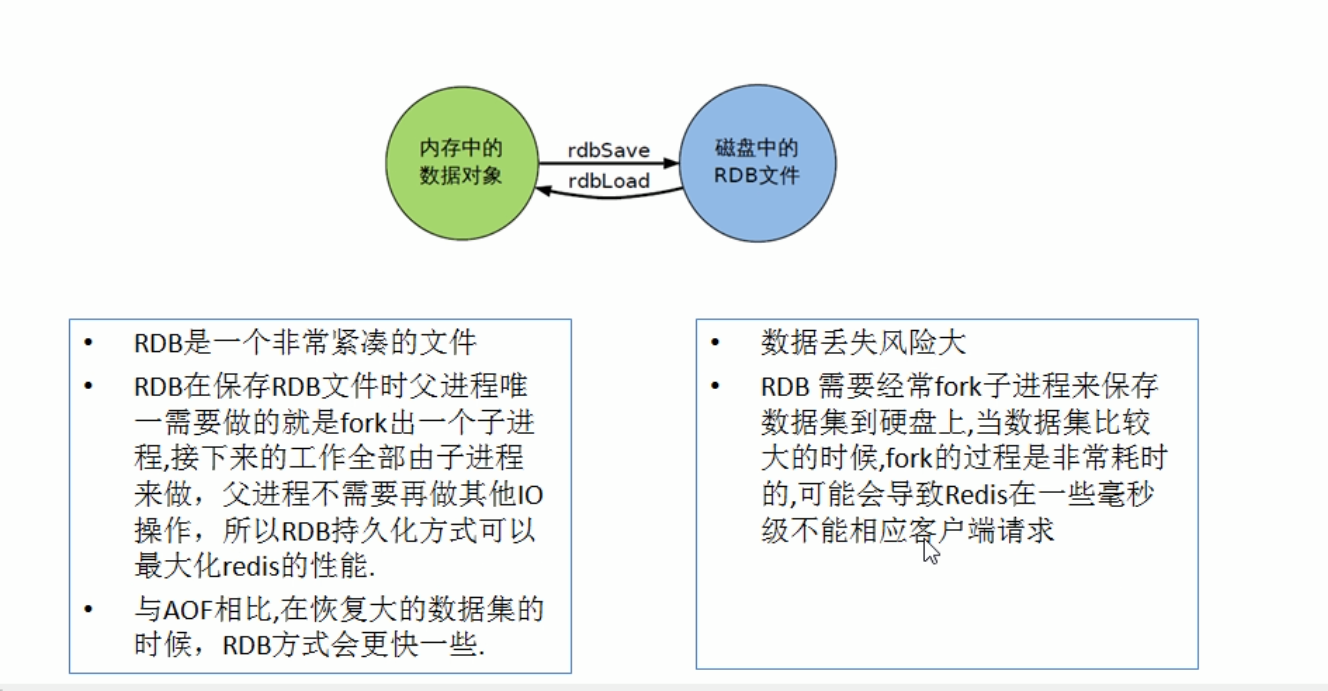 内存中的
数据对象
rdbSave
rdbLoad
磁盘中的
RDB文件
• RDB是一个非常紧凑的文件
• RDB在保存RDB文件时父进程唯
一需要做的就是fork出一个子进
程,接下来的工作全部由子进程
来做，父进程不需要再做其他IO
操作，所以RDB持久化方式可以
最大化redis的性能.
• 与AOF相比,在恢复大的数据集的
时候，RDB方式会更快一些.
• 数据丢失风险大
• RDB 需要经常fork子进程来保存
数据集到硬盘上,当数据集比较
大的时候,fork的过程是非常耗时
的,可能会导致Redis在一些毫秒
级不能相应客户端请求